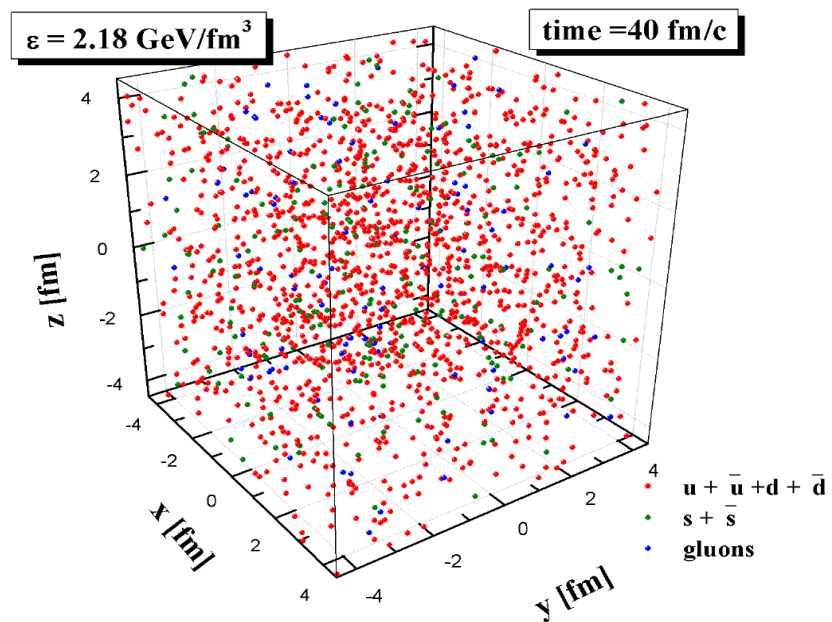 ε = 2.18 GeV/fm³
time =40 fm/c
4
2
0
-2
-4
z [fm]
-4
-2
0
2
4
x [fm]
-4
-2
0
2
4
y [fm]
u + u̅ +d + d̅
s + s̅
gluons